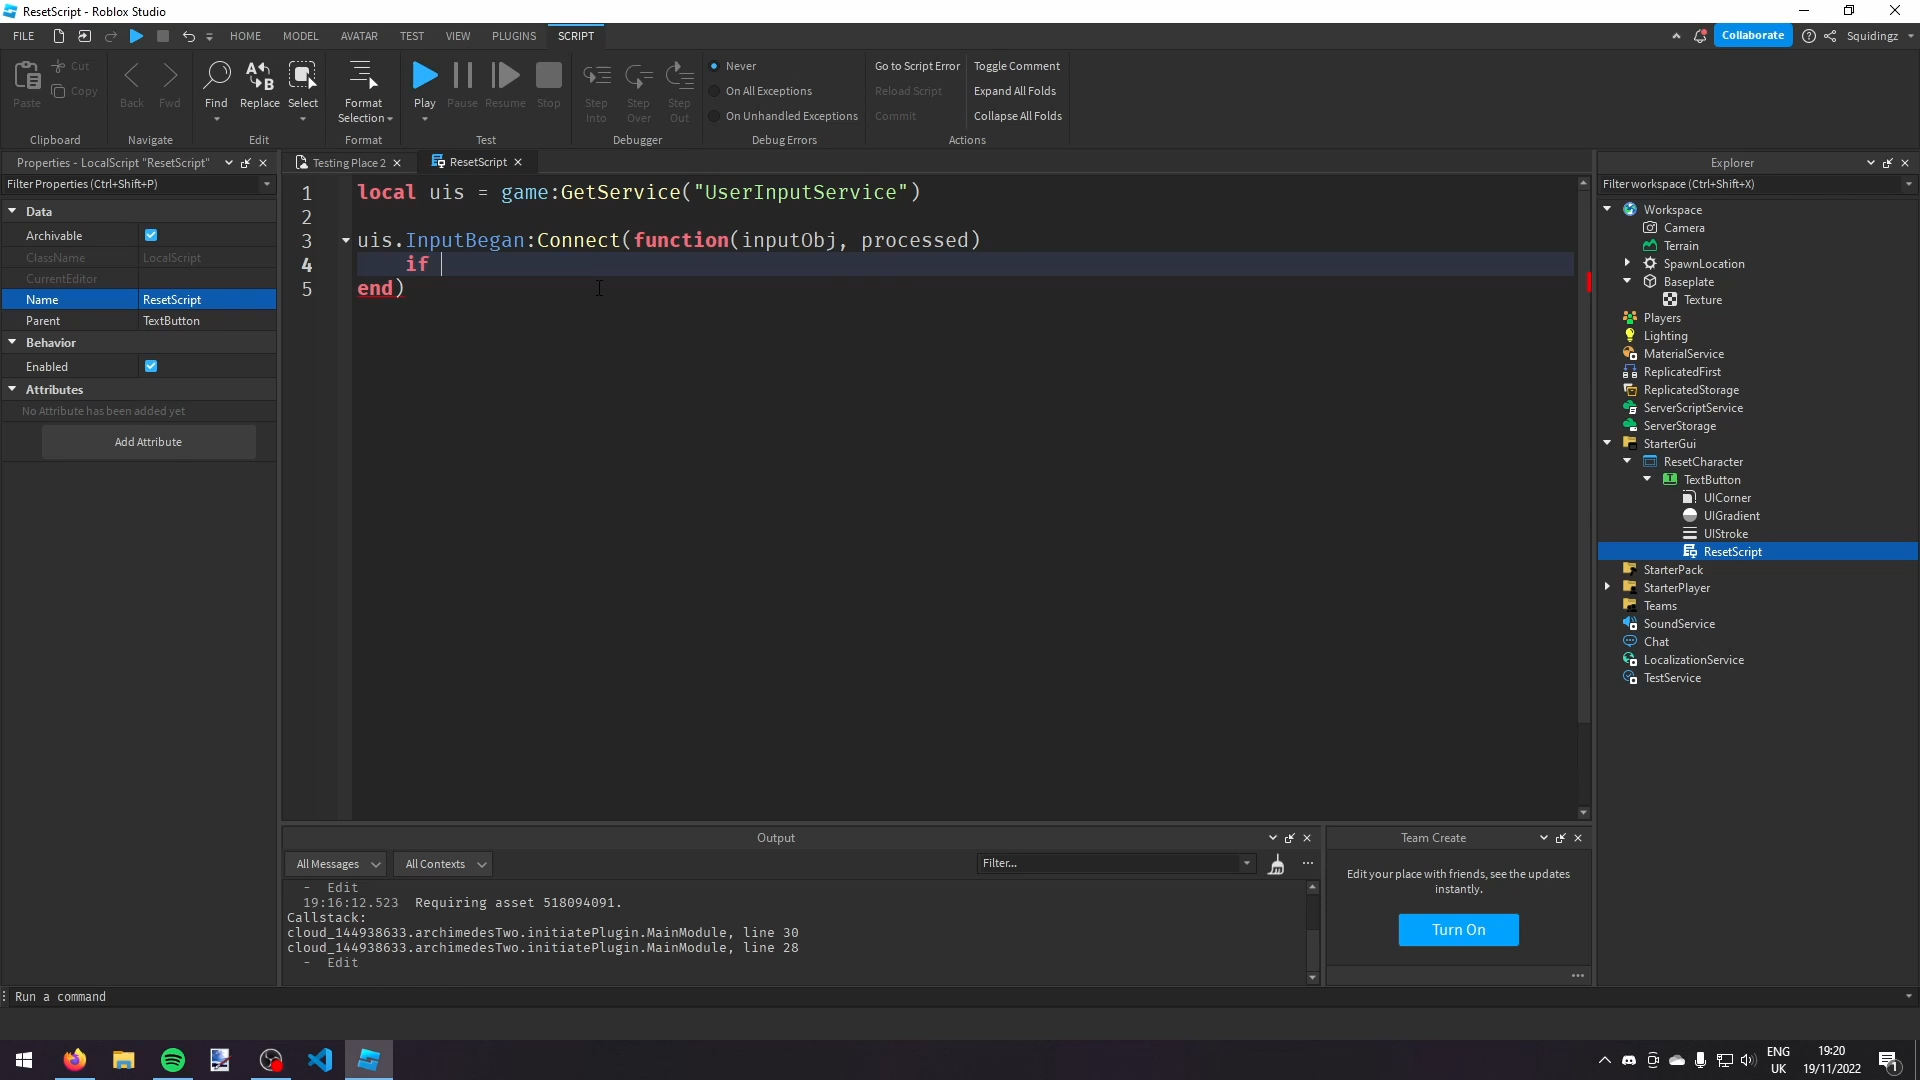 ResetScript - Roblox Studio
FILE HOME MODEL AVATAR TEST VIEW PLUGINS SCRIPT Collaborate Squidingz
Cut
Copy
Paste
Clipboard
Back Fwd
Navigate
Find Replace Select
Edit
Format
Selection
Format
Play Pause Resume Stop
Test
Step Into
Step Over
Step Out
Debugger
Never
On All Exceptions
On Unhandled Exceptions
Debug Errors
Go to Script Error
Reload Script
Commit
Toggle Comment
Expand All Folds
Collapse All Folds
Actions
Properties - LocalScript "ResetScript"
Filter Properties (Ctrl+Shift+P)
Data
Archivable
ClassName LocalScript
CurrentEditor
Name ResetScript
Parent TextButton
Behavior
Enabled
Attributes
No Attribute has been added yet
Add Attribute
Testing Place 2 ResetScript
1 local uis = game:GetService("UserInputService")
2
3 uis.InputBegan:Connect(function(inputObj, processed)
4 if
5 end)
Output
All Messages All Contexts Filter...
- Edit
19:16:12.523 Requiring asset 518094091.
Callstack:
cloud_144938633.archimedesTwo.initiatePlugin.MainModule, line 30
cloud_144938633.archimedesTwo.initiatePlugin.MainModule, line 28
- Edit
Team Create
Edit your place with friends, see the updates
instantly.
Turn On
Explorer
Filter workspace (Ctrl+Shift+X)
Workspace
Camera
Terrain
SpawnLocation
Baseplate
Texture
Players
Lighting
MaterialService
ReplicatedFirst
ReplicatedStorage
ServerScriptService
ServerStorage
StarterGui
ResetCharacter
TextButton
UICorner
UIGradient
UIStroke
ResetScript
StarterPack
StarterPlayer
Teams
SoundService
Chat
LocalizationService
TestService
Run a command
ENG
UK
19:20
19/11/2022
1